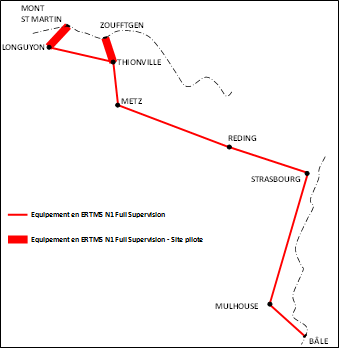 MONT
ST MARTIN
ZOUFFTGEN
LONGUYON
THIONVILLE
METZ
REDING
STRASBOURG
Equipement en ERTMS N1 Full Supervision
Equipement en ERTMS N1 Full Supervision - Site pilote
MULHOUSE
BÂLE